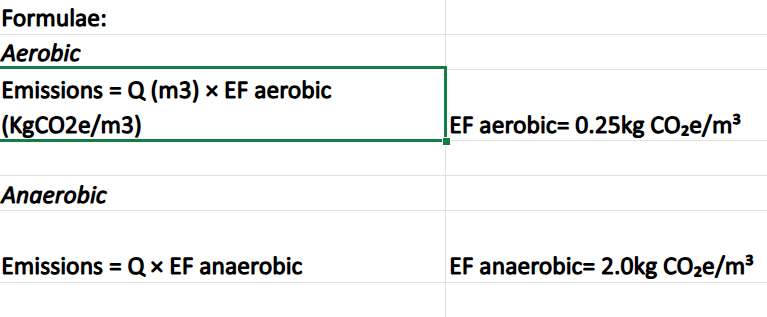 Formulae:
Aerobic
Emissions = Q (m3) × EF aerobic
(KgCO2e/m3)
EF aerobic= 0.25kg CO₂e/m³
Anaerobic
Emissions = Q × EF anaerobic
EF anaerobic= 2.0kg CO₂e/m³